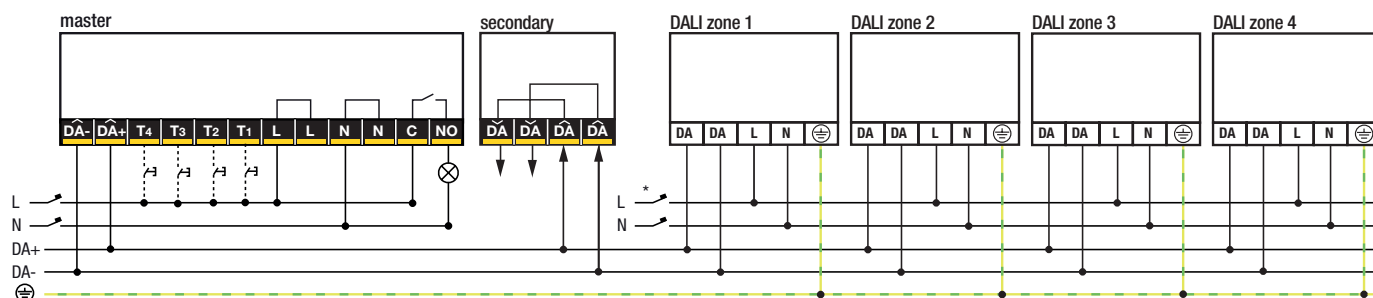 master
secondary
DALI zone 1
DALI zone 2
DALI zone 3
DALI zone 4
DA- DA+ T4 T3 T2 T1 L L N N C NO
DA DA DA DA
DA DA L N
DA DA L N
DA DA L N
DA DA L N
L
N
DA+
DA-
L *
N